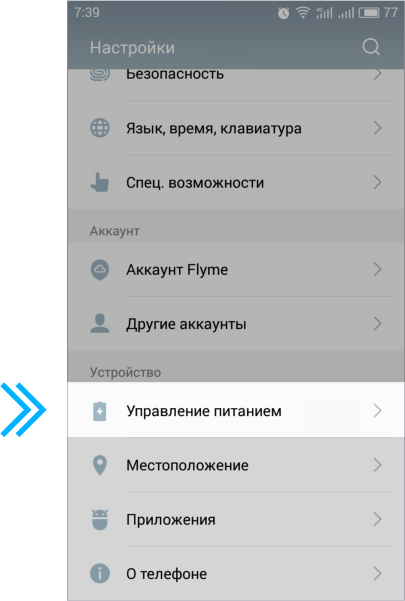 7:39
77
Настройки
Безопасность
Язык, время, клавиатура
Спец. возможности
Аккаунт
Аккаунт Flyme
Другие аккаунты
Устройство
Управление питанием
Местоположение
Приложения
О телефоне